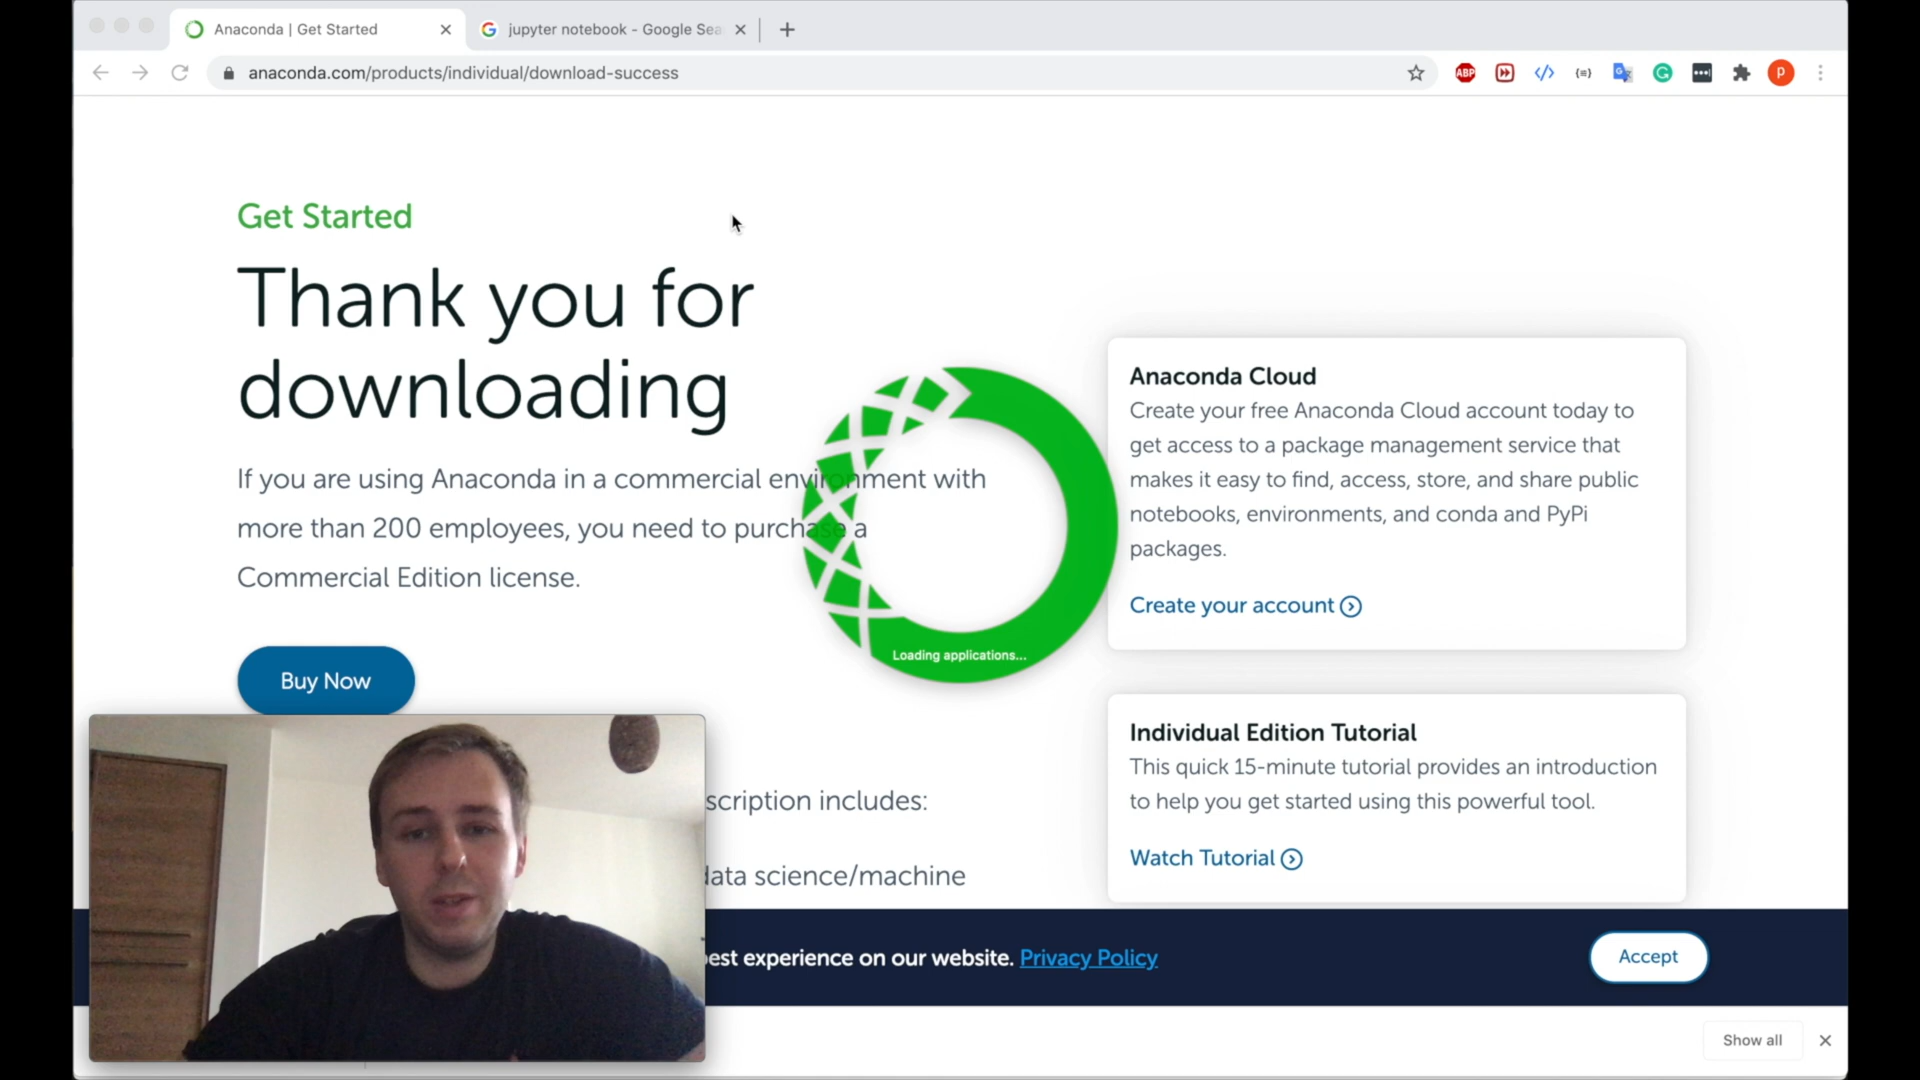 Anaconda | Get Started
jupyter notebook - Google Sea
anaconda.com/products/individual/download-success
ABP
P
Get Started
Thank you for
downloading
If you are using Anaconda in a commercial environment with
more than 200 employees, you need to purchase a
Commercial Edition license.
Buy Now
Loading applications...
Anaconda Cloud
Create your free Anaconda Cloud account today to
get access to a package management service that
makes it easy to find, access, store, and share public
notebooks, environments, and conda and PyPi
packages.
Create your account
Individual Edition Tutorial
This quick 15-minute tutorial provides an introduction
to help you get started using this powerful tool.
Watch Tutorial
scription includes:
data science/machine
best experience on our website. Privacy Policy
Accept
Show all